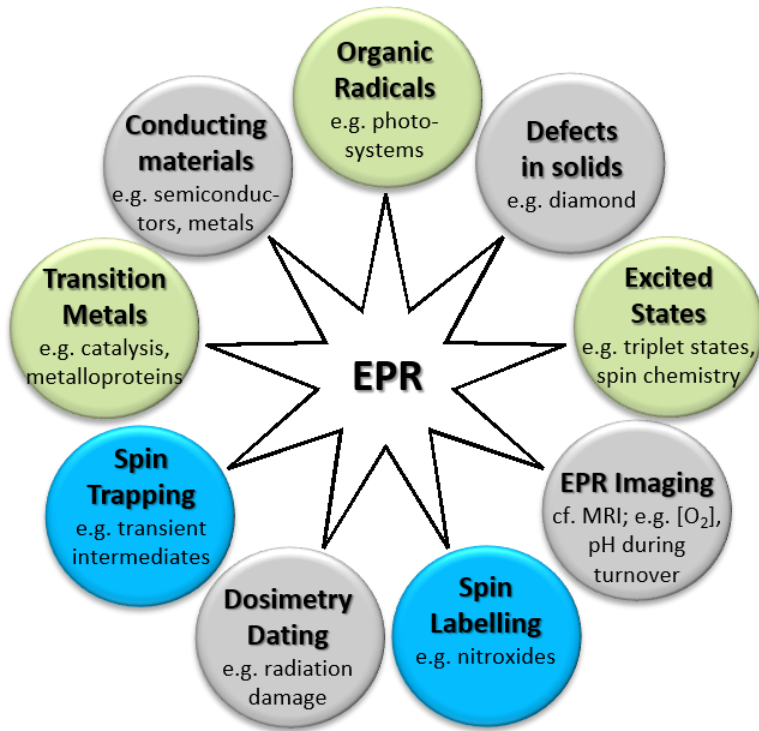 Organic
Radicals
e.g. photo-
systems
Defects
in solids
e.g. diamond
Excited
States
e.g. triplet states,
spin chemistry
EPR Imaging
cf. MRI; e.g. [O₂],
pH during
turnover
Spin
Labelling
e.g. nitroxides
Dosimetry
Dating
e.g. radiation
damage
Spin
Trapping
e.g. transient
intermediates
Transition
Metals
e.g. catalysis,
metalloproteins
Conducting
materials
e.g. semiconduc-
tors, metals
EPR